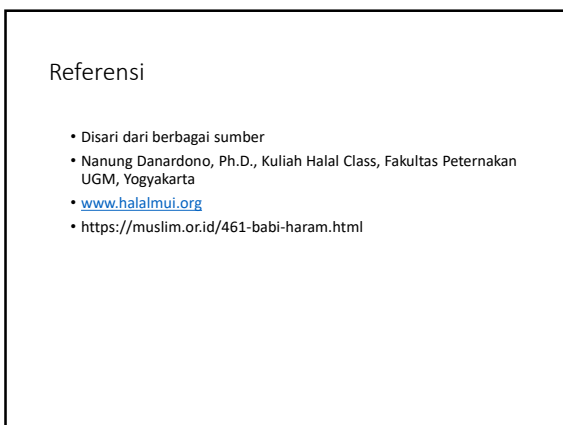 Referensi
• Disari dari berbagai sumber
• Nanung Danardono, Ph.D., Kuliah Halal Class, Fakultas Peternakan
UGM, Yogyakarta
• www.halalmui.org
• https://muslim.or.id/461-babi-haram.html